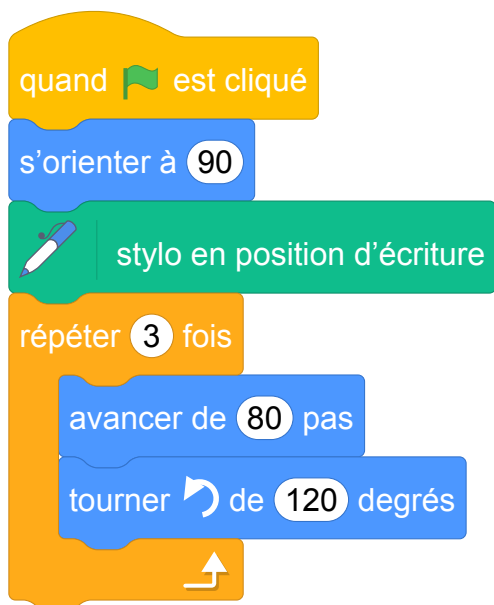 quand est cliqué
s’orienter à 90
stylo en position d’écriture
répéter 3 fois
avancer de 80 pas
tourner de 120 degrés